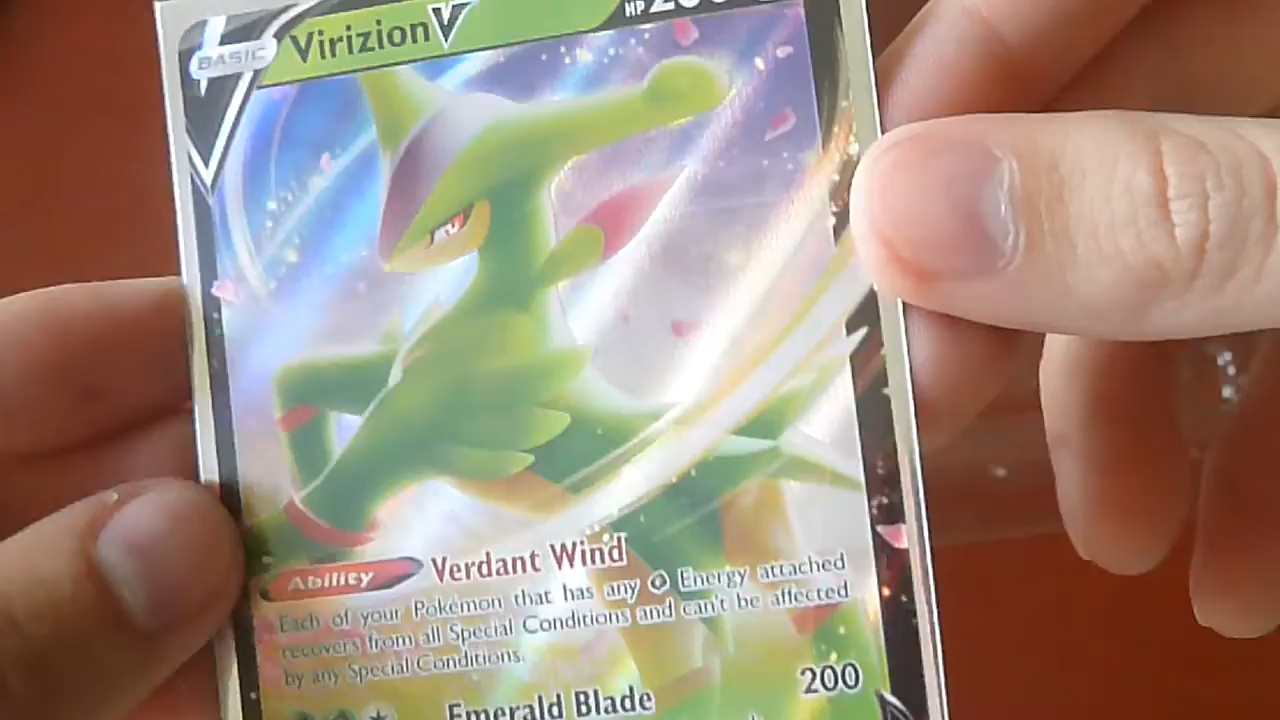 BASIC
Virizion V
HP
Ability Verdant Wind
Each of your Pokémon that has any Energy attached
recovers from all Special Conditions and can't be affected
by any Special Conditions.
Emerald Blade 200